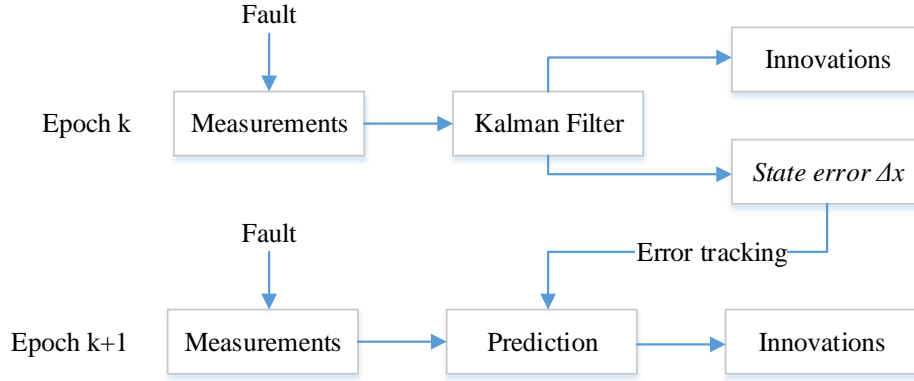 Fault
Innovations
Epoch k
Measurements
Kalman Filter
State error Δx
Fault
Error tracking
Epoch k+1
Measurements
Prediction
Innovations